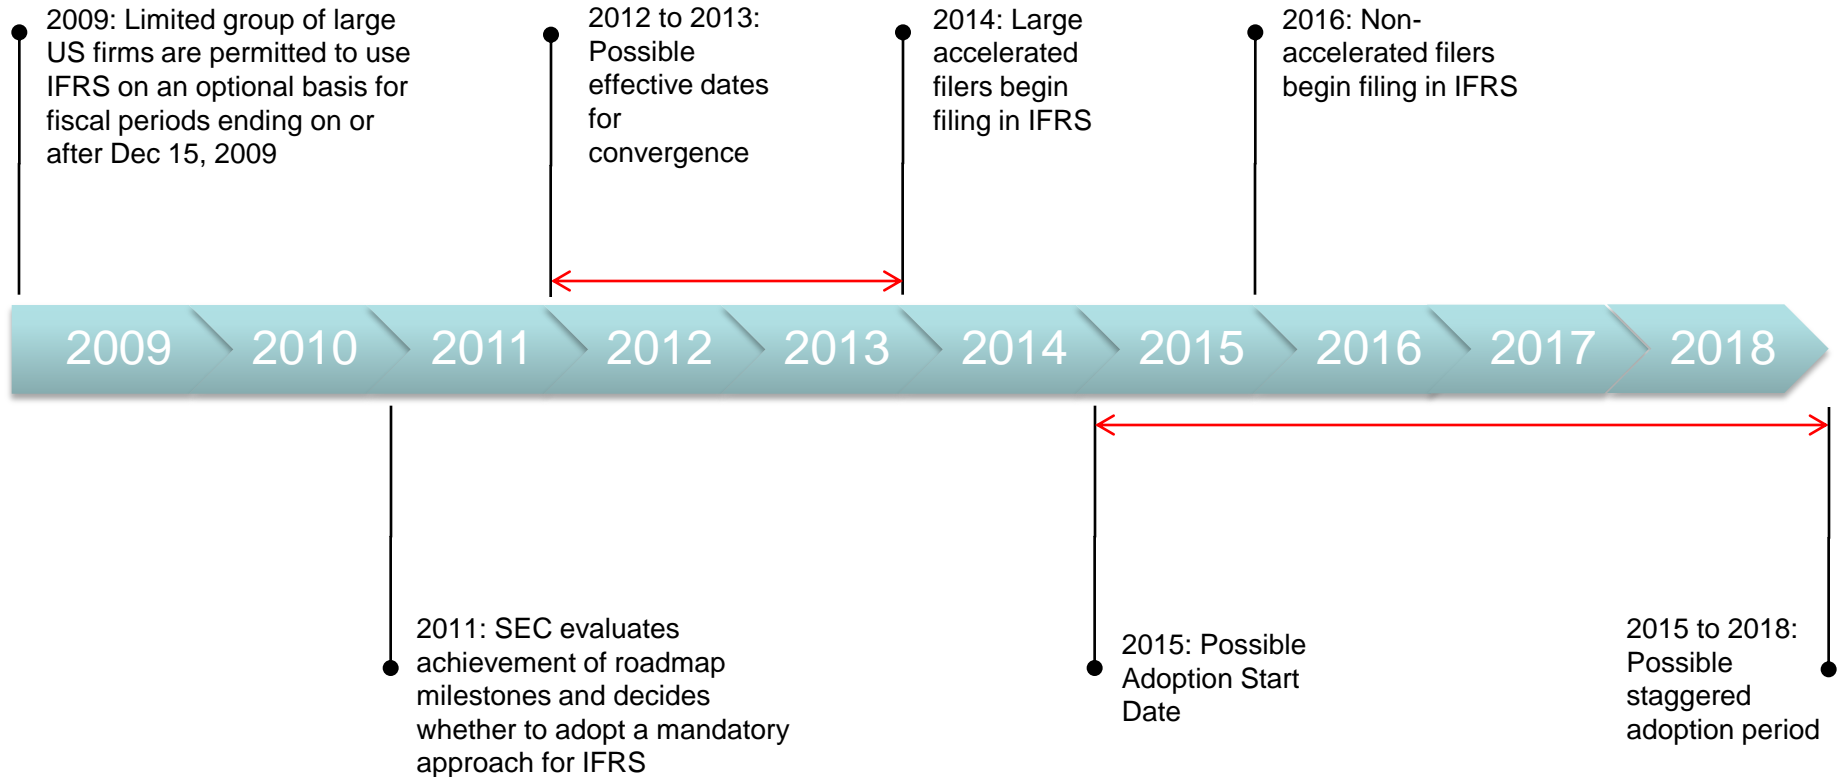 2009: Limited group of large
US firms are permitted to use
IFRS on an optional basis for
fiscal periods ending on or
after Dec 15, 2009
2012 to 2013:
Possible
effective dates
for
convergence
2014: Large
accelerated
filers begin
filing in IFRS
2016: Non-
accelerated filers
begin filing in IFRS
2009
2010
2011
2012
2013
2014
2015
2016
2017
2018
2011: SEC evaluates
achievement of roadmap
milestones and decides
whether to adopt a mandatory
approach for IFRS
2015: Possible
Adoption Start
Date
2015 to 2018:
Possible
staggered
adoption period